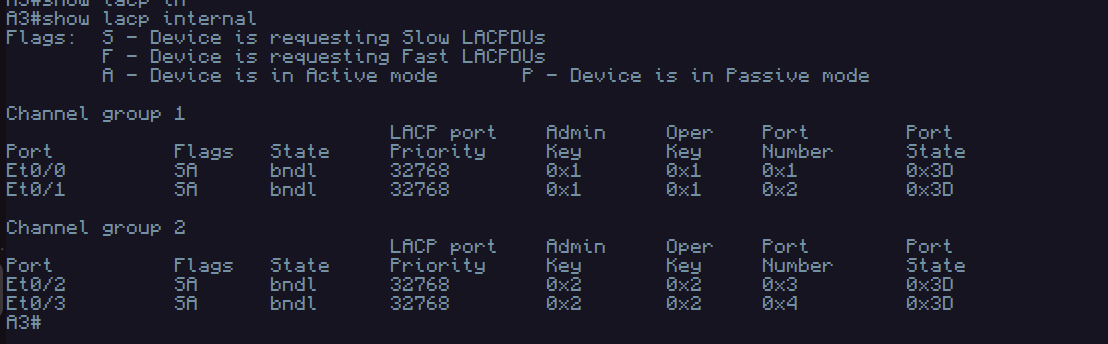 A3#show lacp in
A3#show lacp internal
Flags:  S - Device is requesting Slow LACPDUs
        F - Device is requesting Fast LACPDUs
        A - Device is in Active mode       P - Device is in Passive mode
Channel group 1
                                LACP port    Admin     Oper    Port        Port
Port          Flags   State     Priority     Key       Key     Number      State
Et0/0         SA      bndl      32768        0x1       0x1     0x1         0x3D
Et0/1         SA      bndl      32768        0x1       0x1     0x2         0x3D
Channel group 2
                                LACP port    Admin     Oper    Port        Port
Port          Flags   State     Priority     Key       Key     Number      State
Et0/2         SA      bndl      32768        0x2       0x2     0x3         0x3D
Et0/3         SA      bndl      32768        0x2       0x2     0x4         0x3D
A3#